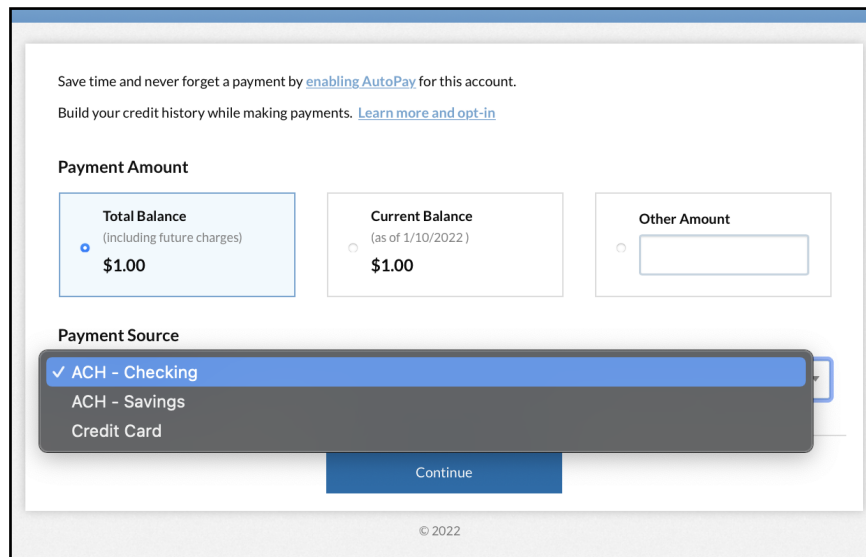 Save time and never forget a payment by enabling AutoPay for this account.
Build your credit history while making payments. Learn more and opt-in
Payment Amount
Total Balance
(including future charges)
$1.00
Current Balance
(as of 1/10/2022 )
$1.00
Other Amount
Payment Source
✓ ACH - Checking
ACH - Savings
Credit Card
Continue
© 2022